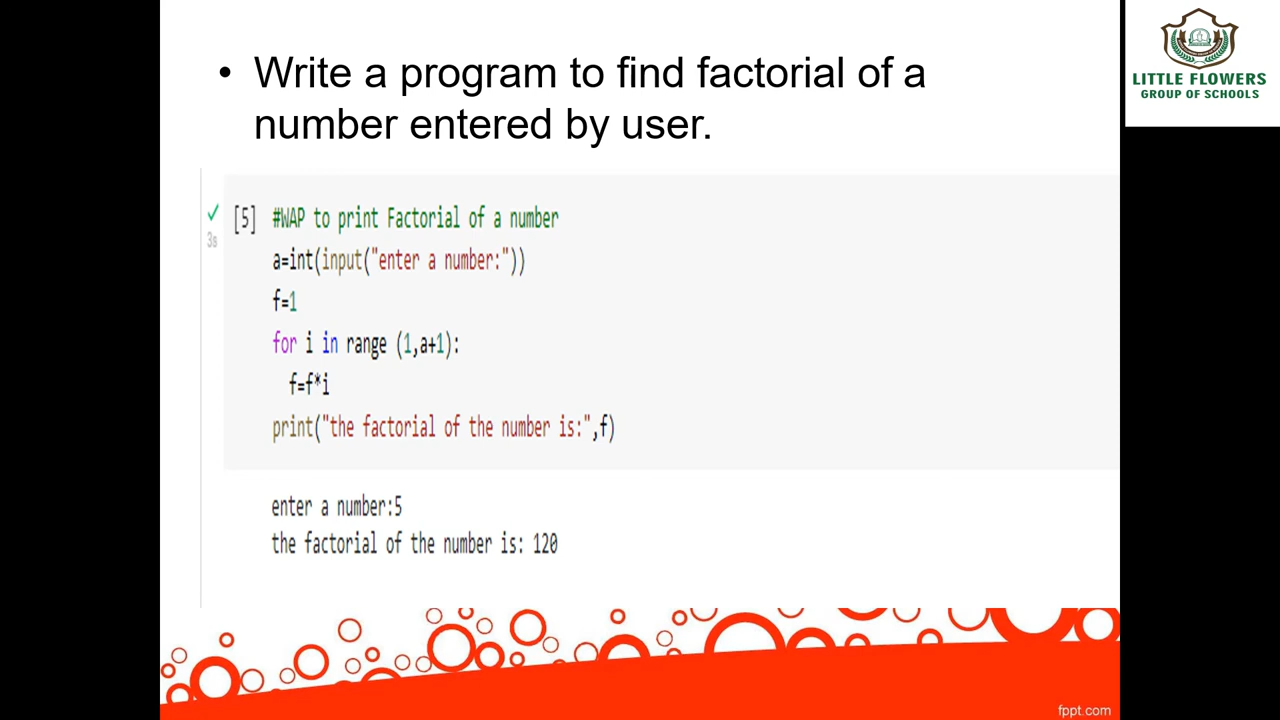 • Write a program to find factorial of a
number entered by user.
LITTLE FLOWERS
GROUP OF SCHOOLS
[5] #WAP to print Factorial of a number
3s
a=int(input("enter a number:"))
f=1
for i in range (1,a+1):
  f=f*i
print("the factorial of the number is:",f)
enter a number:5
the factorial of the number is: 120
fppt.com